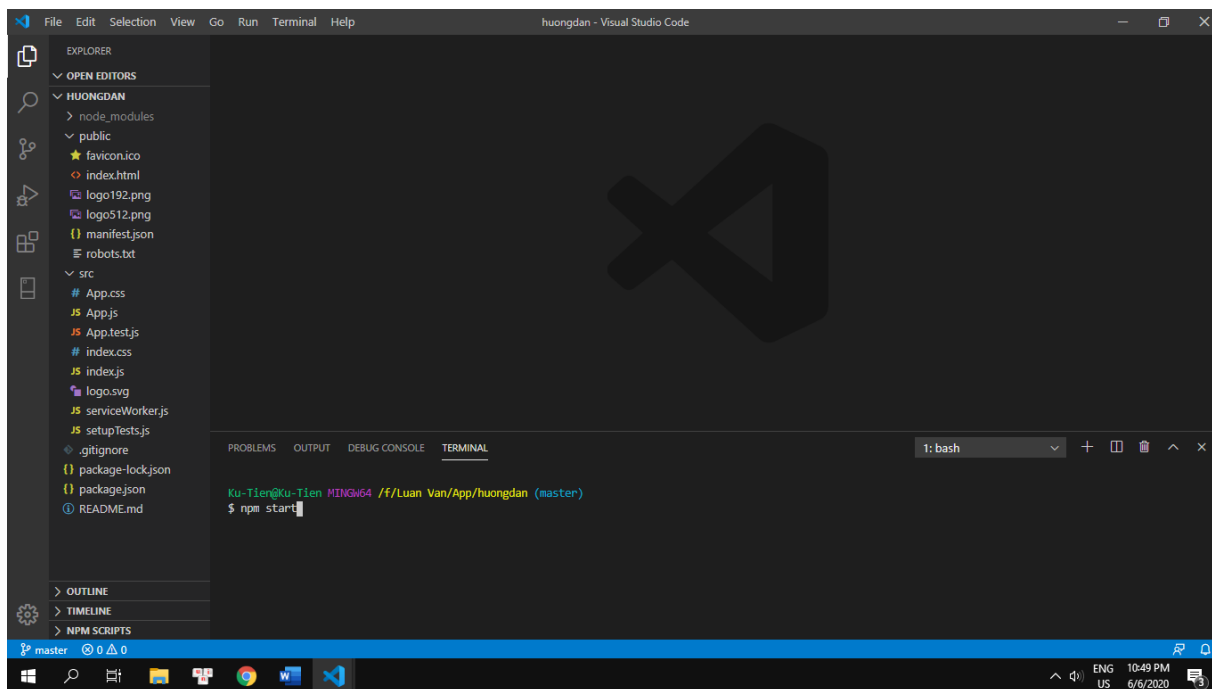 File Edit Selection View Go Run Terminal Help huongdan - Visual Studio Code
EXPLORER
OPEN EDITORS
HUONGDAN
node_modules
public
favicon.ico
index.html
logo192.png
logo512.png
manifest.json
robots.txt
src
App.css
App.js
App.test.js
index.css
index.js
logo.svg
serviceWorker.js
setupTests.js
.gitignore
package-lock.json
package.json
README.md
OUTLINE
TIMELINE
NPM SCRIPTS
PROBLEMS OUTPUT DEBUG CONSOLE TERMINAL 1: bash
Ku-Tien@Ku-Tien MINGW64 /f/Luan Van/App/huongdan (master)
$ npm start
master 0 0
ENG 10:49 PM
US 6/6/2020 3